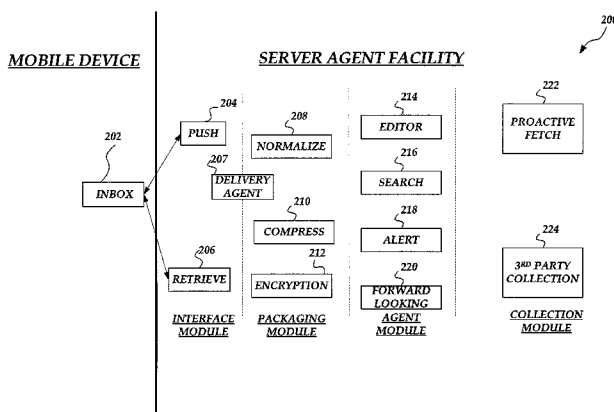 200
MOBILE DEVICE
SERVER AGENT FACILITY
202
INBOX
204
PUSH
207
DELIVERY
AGENT
206
RETRIEVE
INTERFACE
MODULE
208
NORMALIZE
210
COMPRESS
212
ENCRYPTION
PACKAGING
MODULE
214
EDITOR
216
SEARCH
218
ALERT
220
FORWARD
LOOKING
AGENT
MODULE
222
PROACTIVE
FETCH
224
3RD PARTY
COLLECTION
COLLECTION
MODULE